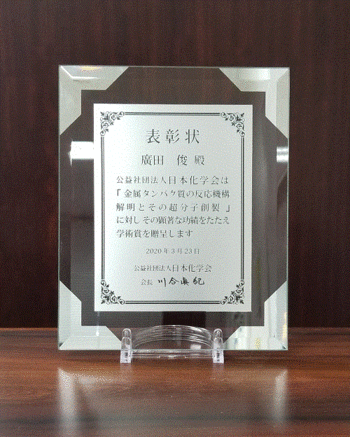 表彰状
廣田 俊 殿
公益社団法人日本化学会は
「金属タンパク質の反応機構
解明とその超分子創製」
に対しその顕著な功績をたたえ
学術賞を贈呈します
2020年3月23日
公益社団法人日本化学会
会長 川合眞紀